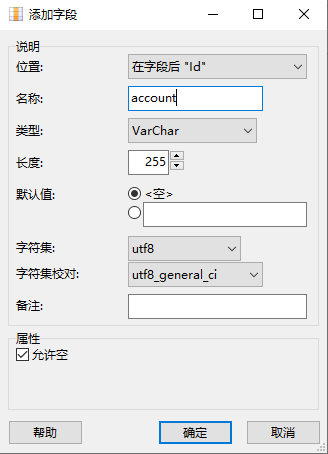 添加字段
说明
位置: 在字段后 "Id"
名称: account
类型: VarChar
长度: 255
默认值: <空>
字符集: utf8
字符集校对: utf8_general_ci
备注:
属性
允许空
帮助 确定 取消